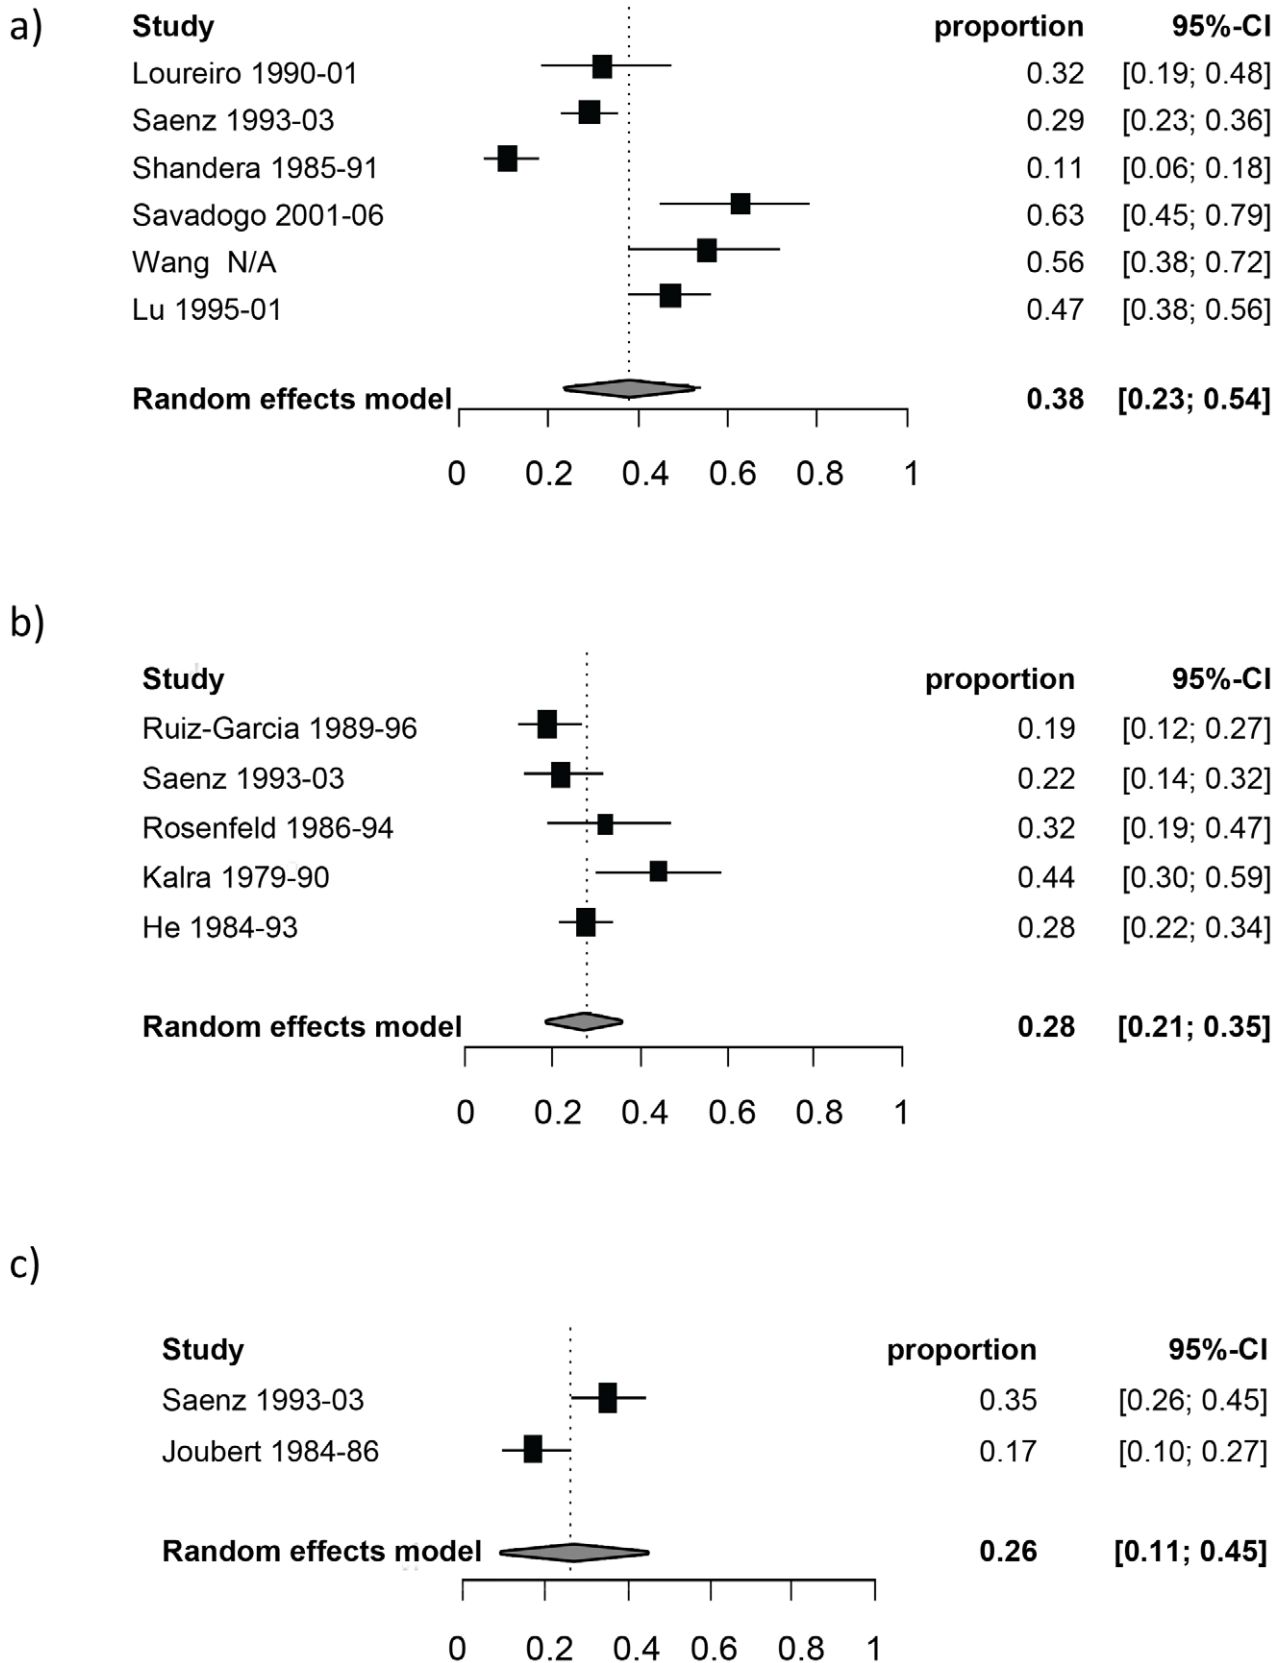 a)
Study proportion 95%-CI
Loureiro 1990-01 0.32 [0.19; 0.48]
Saenz 1993-03 0.29 [0.23; 0.36]
Shandera 1985-91 0.11 [0.06; 0.18]
Savadogo 2001-06 0.63 [0.45; 0.79]
Wang N/A 0.56 [0.38; 0.72]
Lu 1995-01 0.47 [0.38; 0.56]
Random effects model 0.38 [0.23; 0.54]
0 0.2 0.4 0.6 0.8 1
b)
Study proportion 95%-CI
Ruiz-Garcia 1989-96 0.19 [0.12; 0.27]
Saenz 1993-03 0.22 [0.14; 0.32]
Rosenfeld 1986-94 0.32 [0.19; 0.47]
Kalra 1979-90 0.44 [0.30; 0.59]
He 1984-93 0.28 [0.22; 0.34]
Random effects model 0.28 [0.21; 0.35]
0 0.2 0.4 0.6 0.8 1
c)
Study proportion 95%-CI
Saenz 1993-03 0.35 [0.26; 0.45]
Joubert 1984-86 0.17 [0.10; 0.27]
Random effects model 0.26 [0.11; 0.45]
0 0.2 0.4 0.6 0.8 1